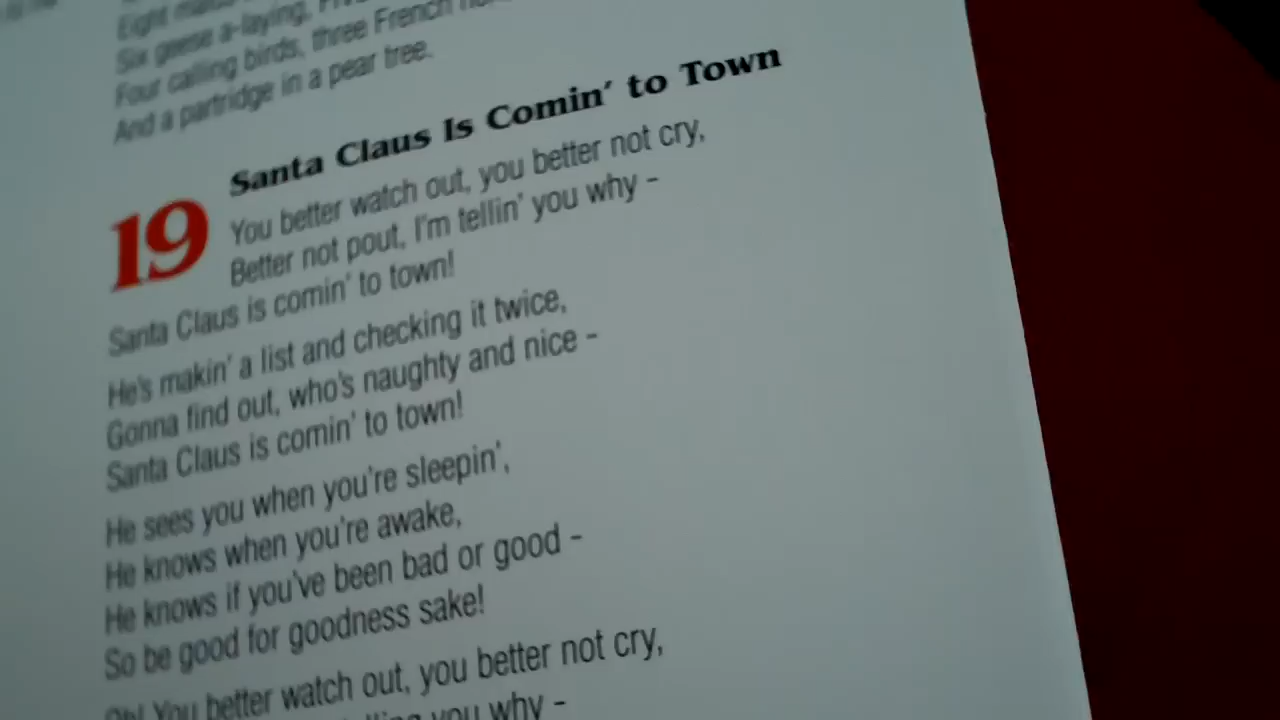 Six geese a-laying,
Four calling birds, three French
And a partridge in a pear tree.
Santa Claus Is Comin' to Town
19
You better watch out, you better not cry,
Better not pout, I'm tellin' you why –
Santa Claus is comin' to town!
He's makin' a list and checking it twice,
Gonna find out, who's naughty and nice –
Santa Claus is comin' to town!
He sees you when you're sleepin',
He knows when you're awake,
He knows if you've been bad or good –
So be good for goodness sake!
Oh! You better watch out, you better not cry,
you why –